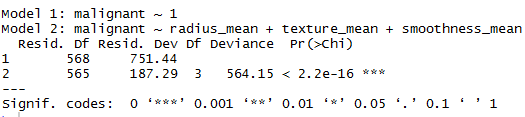 Model 1: malignant ~ 1
Model 2: malignant ~ radius_mean + texture_mean + smoothness_mean
  Resid. Df Resid. Dev Df Deviance  Pr(>Chi)
1       568     751.44
2       565     187.29  3   564.15 < 2.2e-16 ***
---
Signif. codes:  0 ‘***’ 0.001 ‘**’ 0.01 ‘*’ 0.05 ‘.’ 0.1 ‘ ’ 1